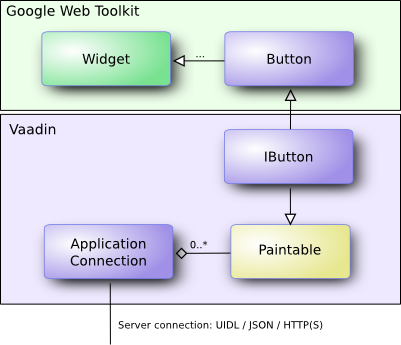 Google Web Toolkit
Widget
...
Button
Vaadin
IButton
Application
Connection
0..*
Paintable
Server connection: UIDL / JSON / HTTP(S)